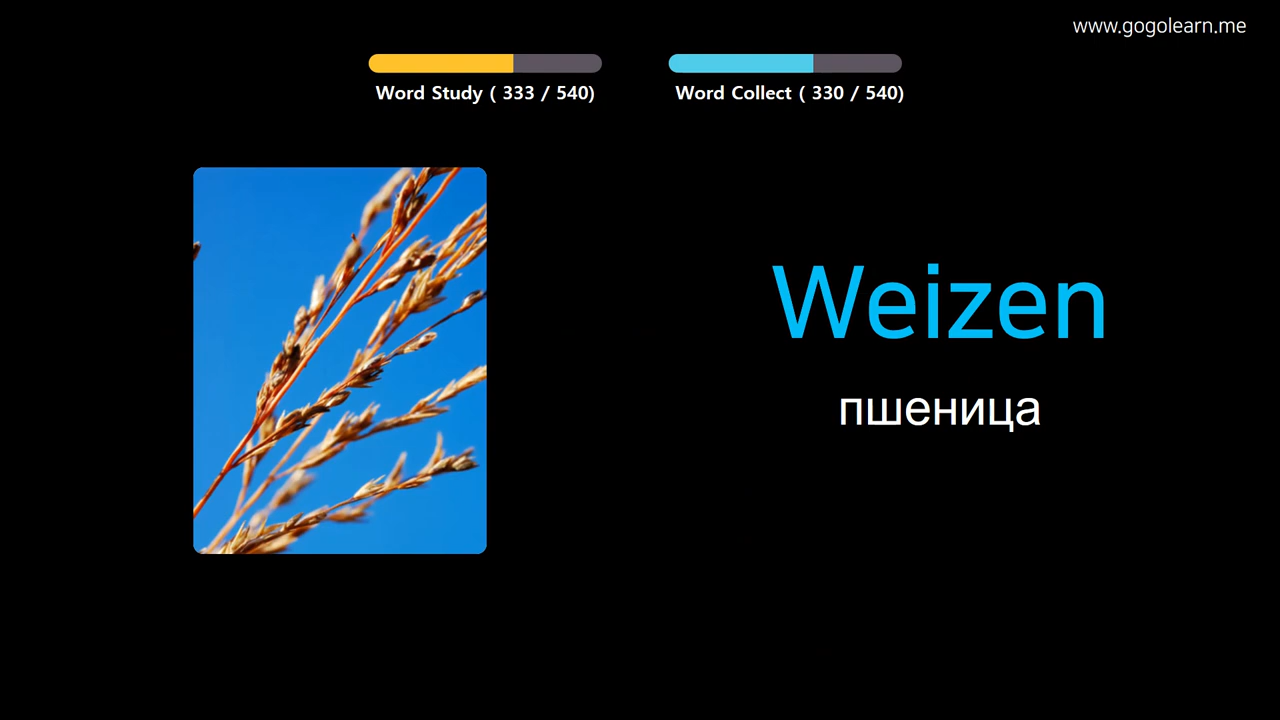 www.gogolearn.me
Word Study ( 333 / 540)
Word Collect ( 330 / 540)
Weizen
пшеница